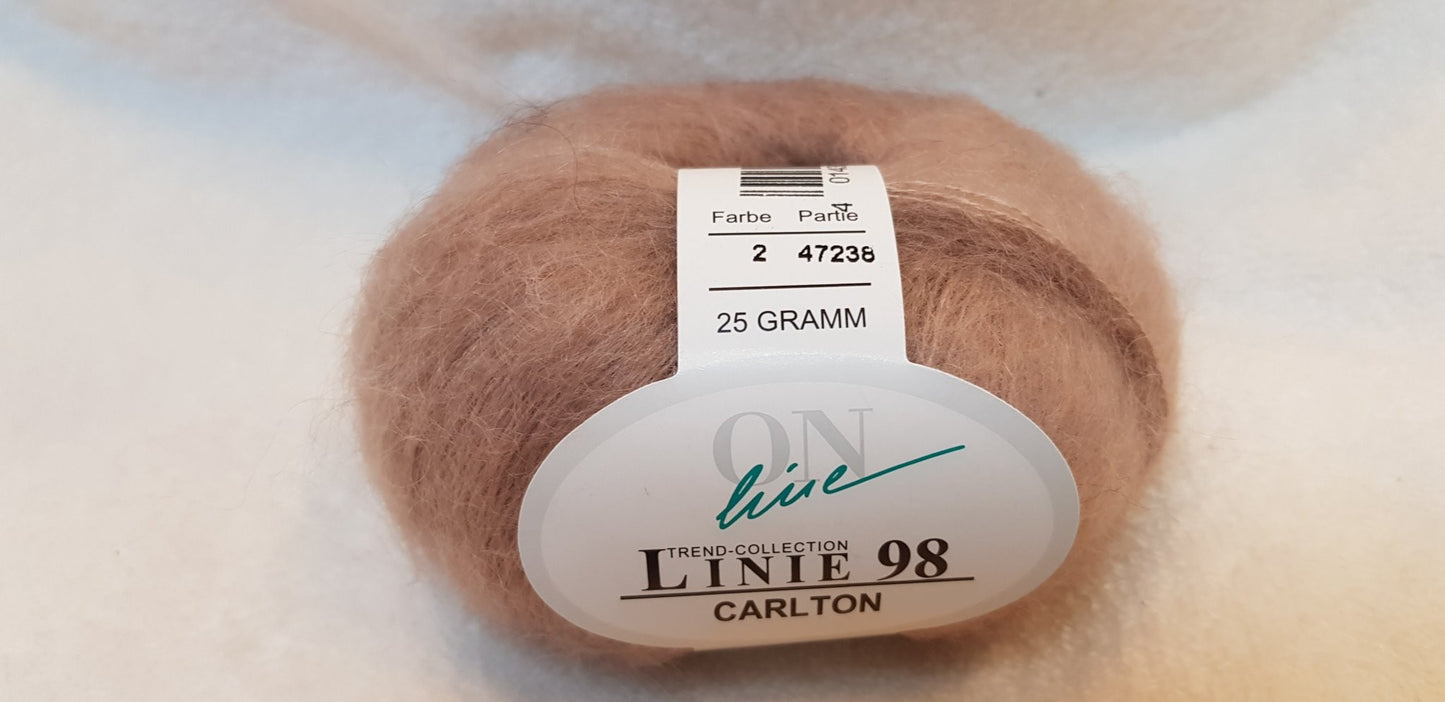 Farbe Partie
2 47238
25 GRAMM
ON
line
TREND-COLLECTION
LINIE 98
CARLTON